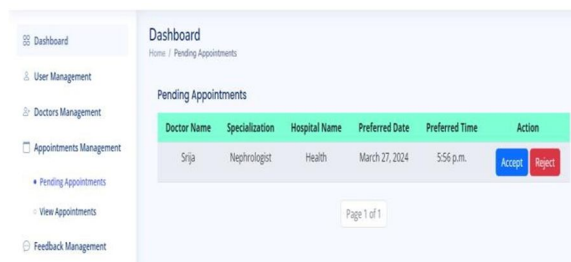 Dashboard
User Management
Doctors Management
Appointments Management
Pending Appointments
View Appointments
Feedback Management
Dashboard
Home / Pending Appointments
Pending Appointments
Doctor Name Specialization Hospital Name Preferred Date Preferred Time Action
Srija Nephrologist Health March 27, 2024 5:56 p.m. Accept Reject
Page 1 of 1